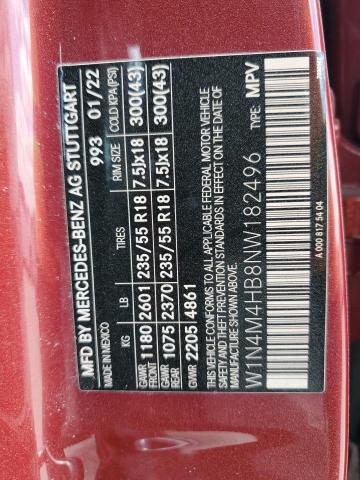 MFD BY MERCEDES-BENZ AG STUTTGART
MADE IN MEXICO 993 01/22
KG LB TIRES RIM SIZE COLD KPA (PSI)
GAWR FRONT 1180 2601 235/55 R18 7.5Jx18 300(43)
GAWR REAR 1075 2370 235/55 R18 7.5Jx18 300(43)
GVWR 2205 4861
THIS VEHICLE CONFORMS TO ALL APPLICABLE FEDERAL MOTOR VEHICLE
SAFETY AND THEFT PREVENTION STANDARDS IN EFFECT ON THE DATE OF
MANUFACTURE SHOWN ABOVE.
W1N4M4HB8NW182496 TYPE: MPV
A 000 817 54 04